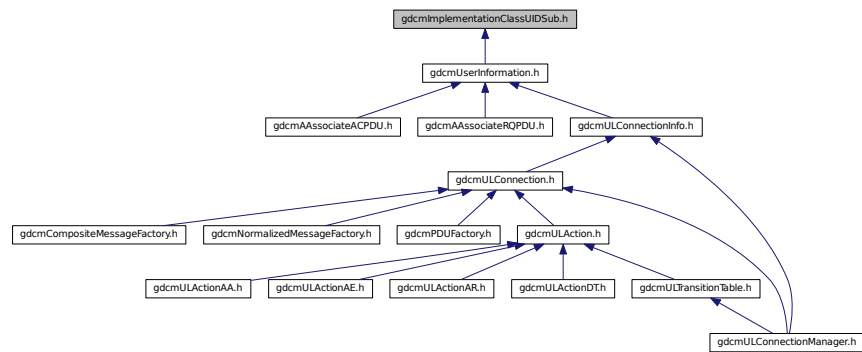 gdcmImplementationClassUIDSub.h
gdcmUserInformation.h
gdcmAAssociateACPDU.h
gdcmAAssociateRQPDU.h
gdcmULConnectionInfo.h
gdcmULConnection.h
gdcmCompositeMessageFactory.h
gdcmNormalizedMessageFactory.h
gdcmPDUFactory.h
gdcmULAction.h
gdcmULActionAA.h
gdcmULActionAE.h
gdcmULActionAR.h
gdcmULActionDT.h
gdcmULTransitionTable.h
gdcmULConnectionManager.h